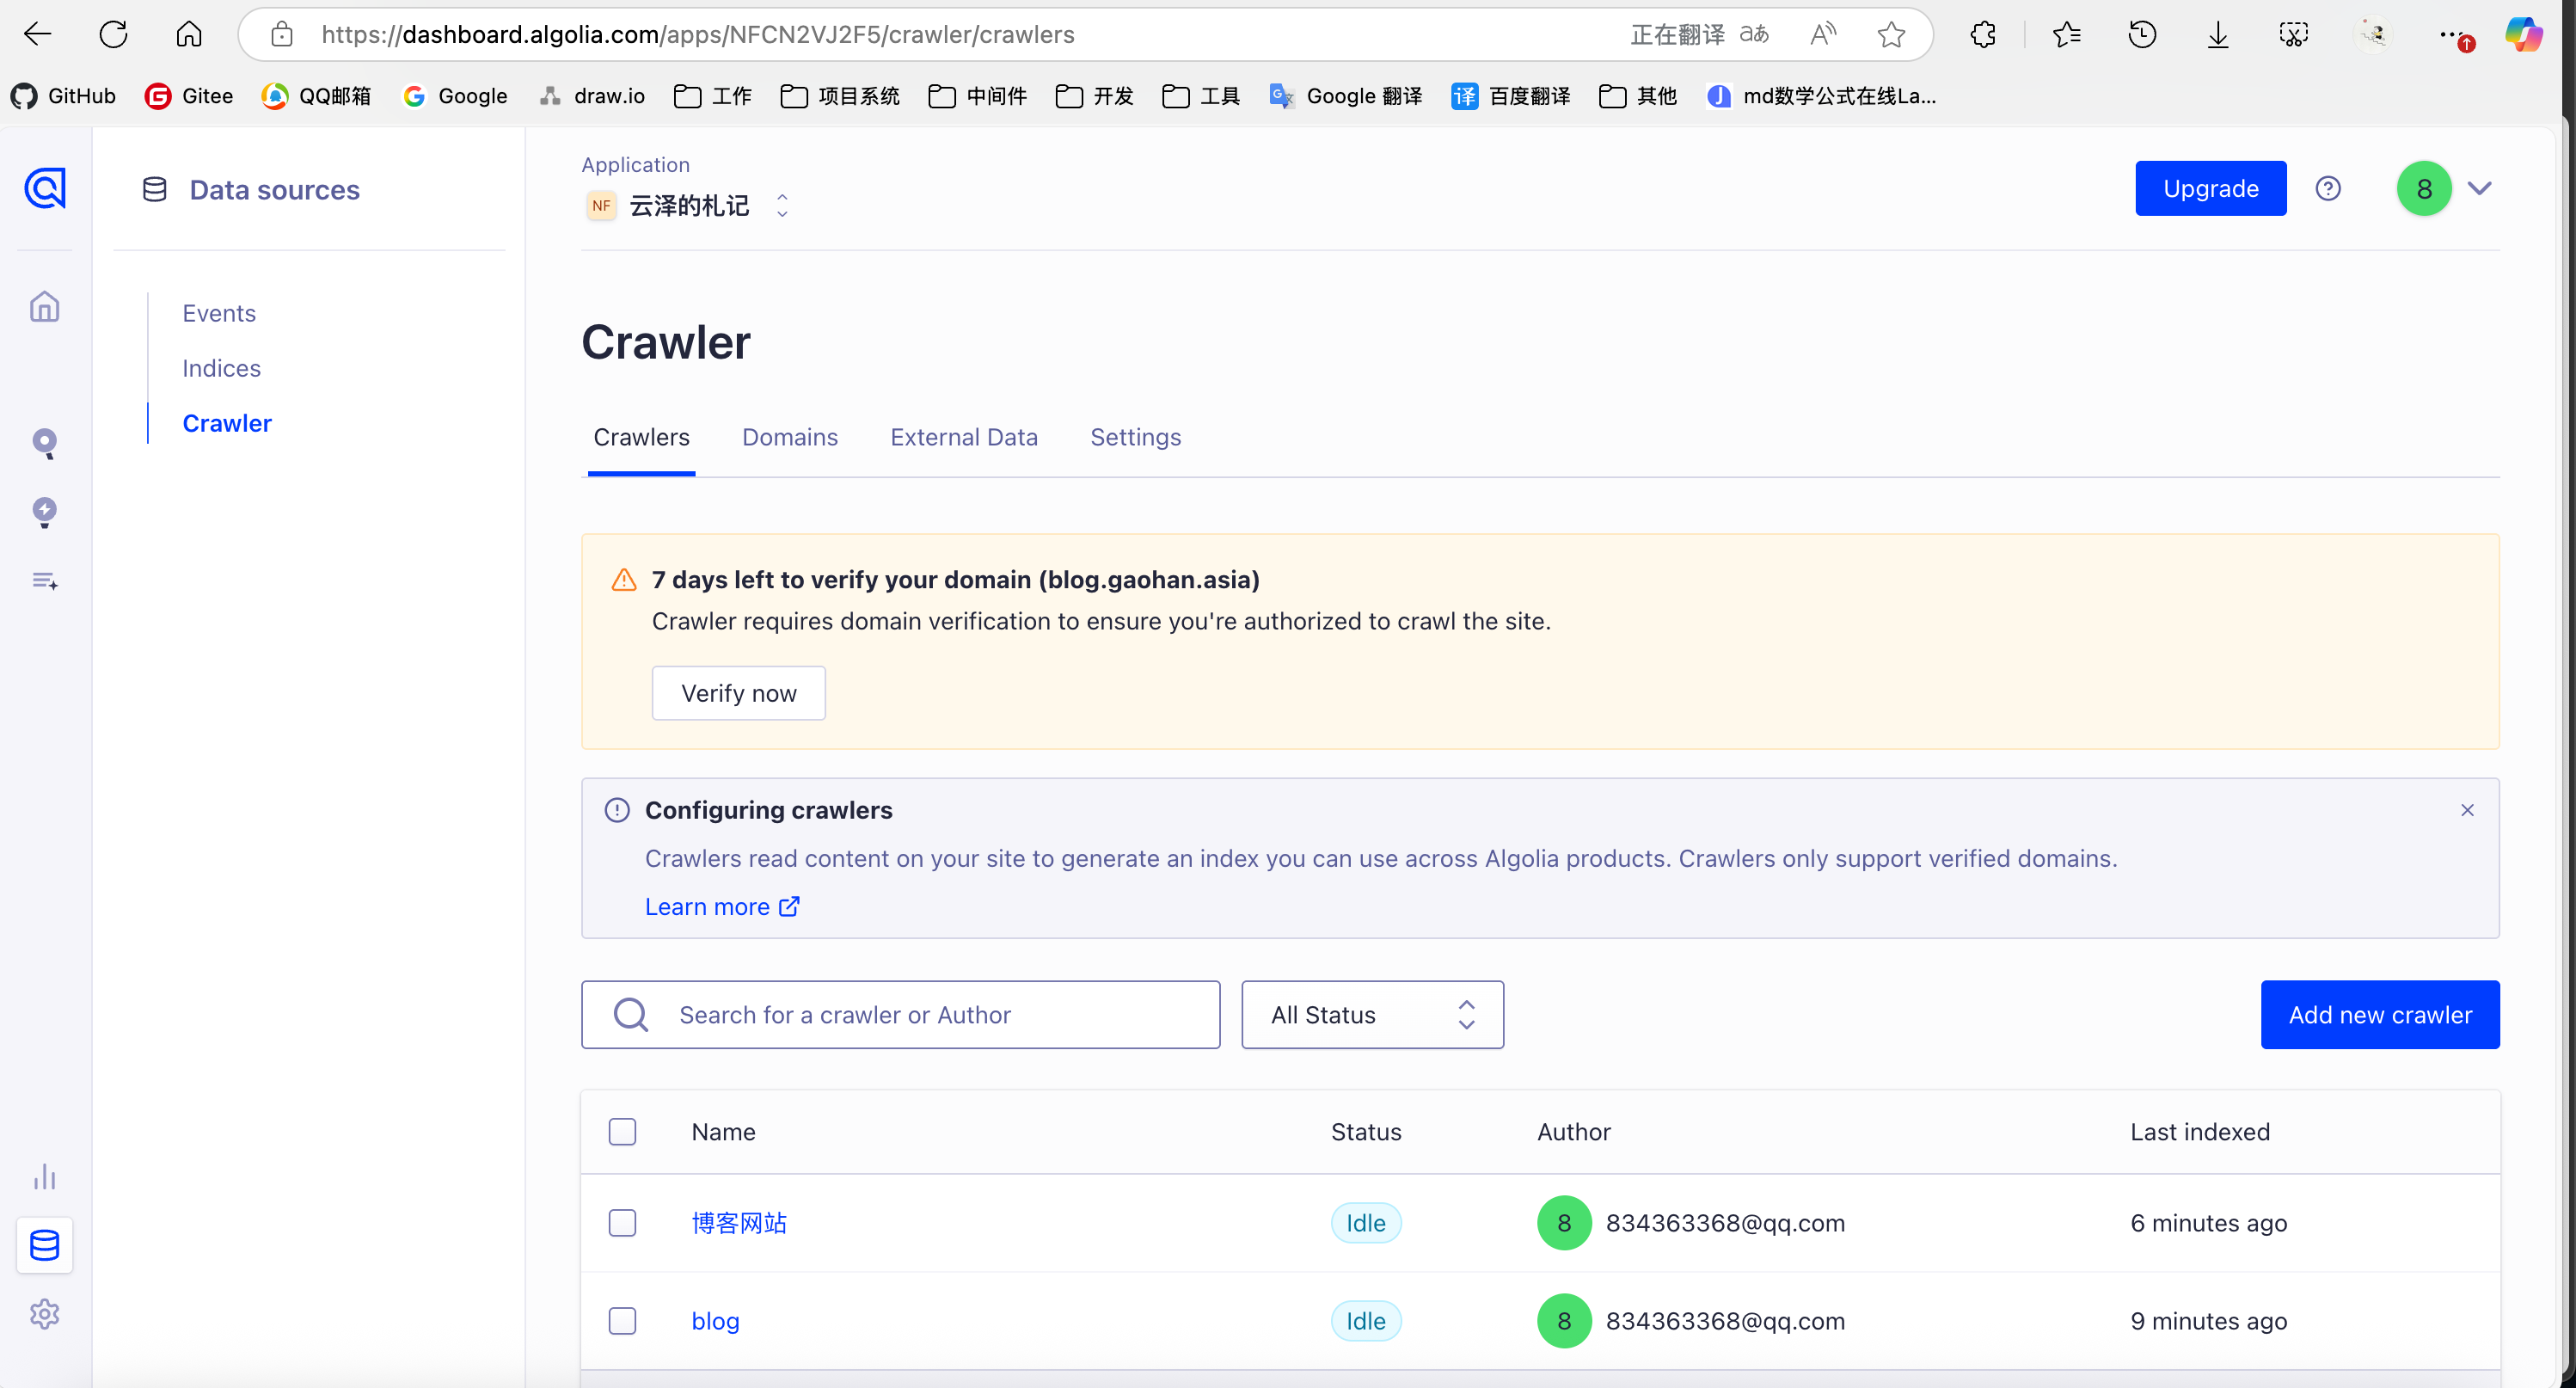 https://dashboard.algolia.com/apps/NFCN2VJ2F5/crawler/crawlers
正在翻译
GitHub
Gitee
QQ邮箱
Google
draw.io
工作
项目系统
中间件
开发
工具
Google 翻译
百度翻译
其他
md数学公式在线La...
Data sources
Events
Indices
Crawler
Application
NF 云泽的札记
Upgrade
8
Crawler
Crawlers
Domains
External Data
Settings
7 days left to verify your domain (blog.gaohan.asia)
Crawler requires domain verification to ensure you're authorized to crawl the site.
Verify now
Configuring crawlers
Crawlers read content on your site to generate an index you can use across Algolia products. Crawlers only support verified domains.
Learn more
Search for a crawler or Author
All Status
Add new crawler
Name Status Author Last indexed
博客网站 Idle 8 834363368@qq.com 6 minutes ago
blog Idle 8 834363368@qq.com 9 minutes ago